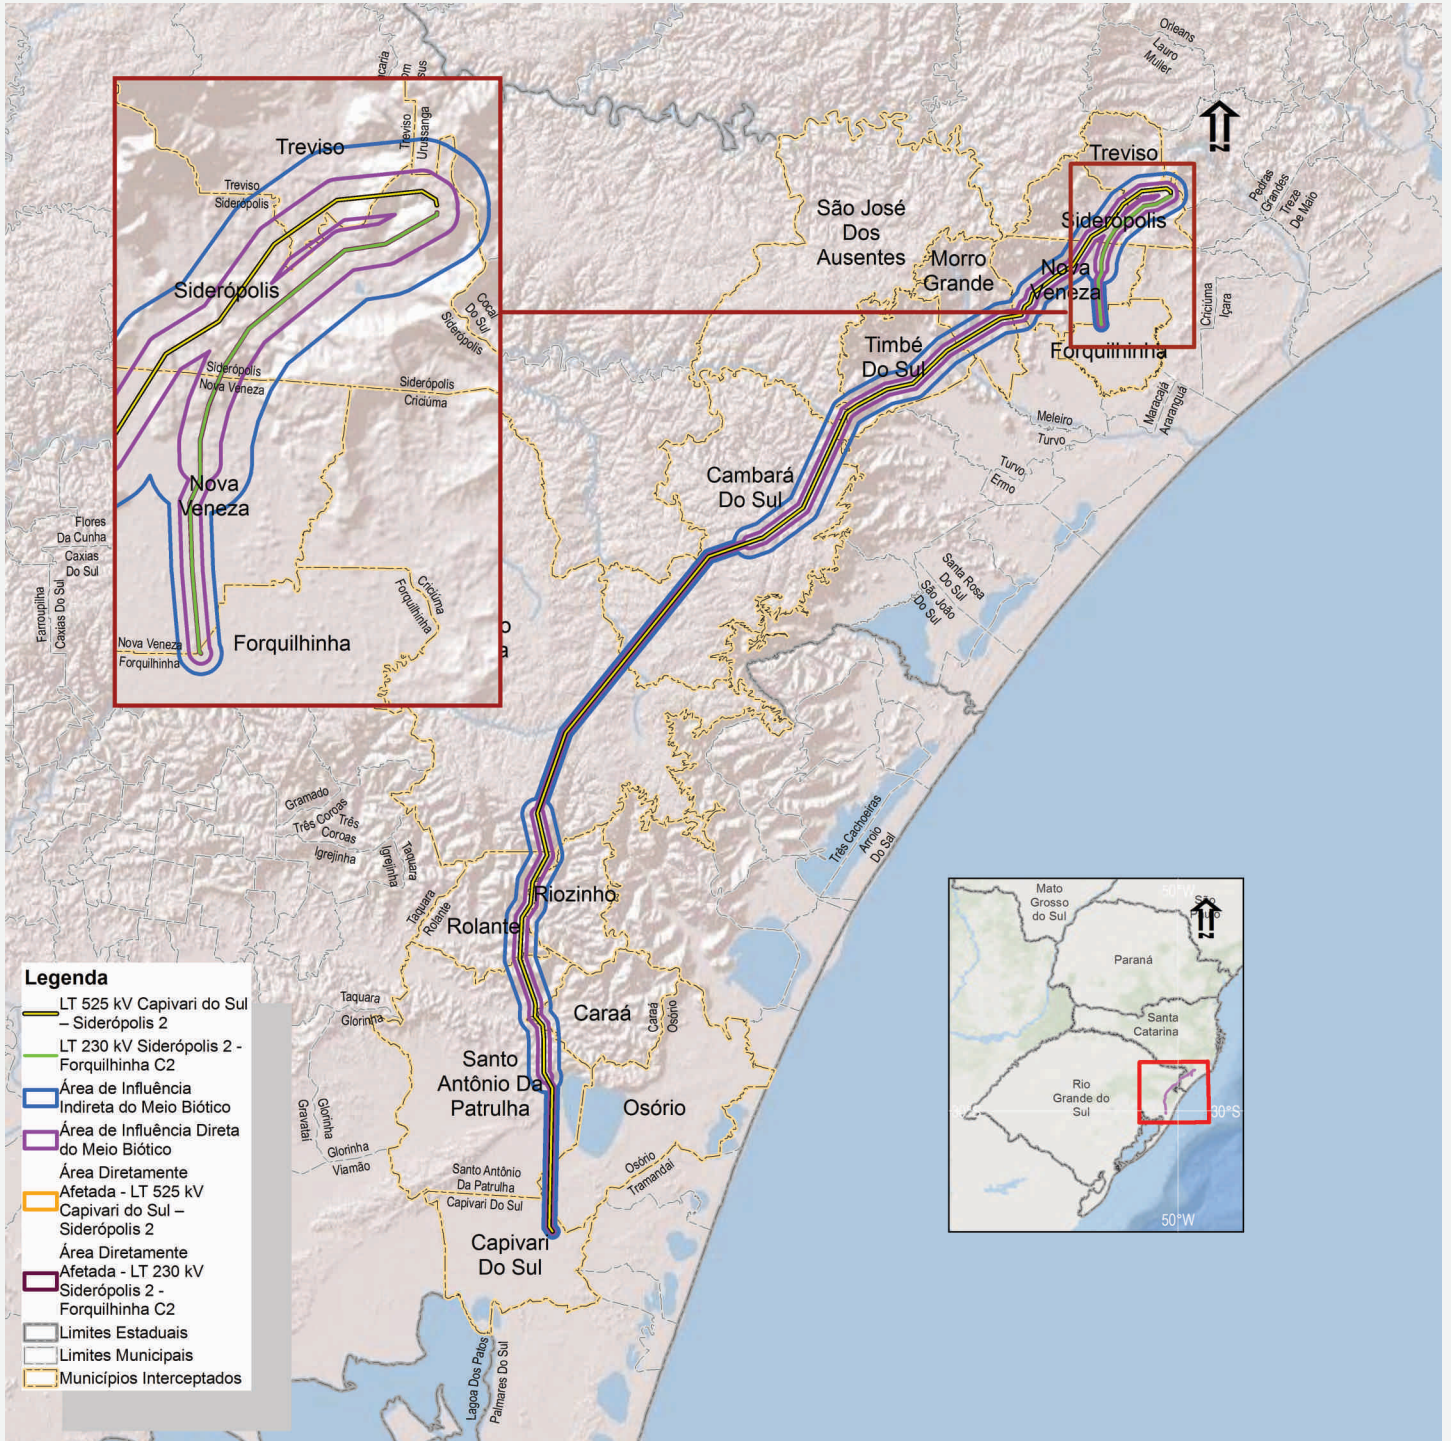 Orleans
Lauro
Muller
Treviso
Siderópolis
São José
Dos
Ausentes
Morro
Grande
Nova
Veneza
Forquilhinha
Timbé
Do Sul
Cambará
Do Sul
Pedras
Grandes
Treze
De Maio
Criciúma
Içara
Maracajá
Araranguá
Meleiro
Turvo
Turvo
Ermo
Santa Rosa
Do Sul
São João
Do Sul
Três Cachoeiras
Arroio
Do Sal
Treviso
Treviso
Urussanga
Treviso
Siderópolis
Siderópolis
Cocal
Do Sul
Siderópolis
Siderópolis
Nova Veneza
Siderópolis
Criciúma
Nova
Veneza
Criciúma
Forquilhinha
Nova Veneza
Forquilhinha
Forquilhinha
Flores
Da Cunha
Caxias
Do Sul
Farroupilha
Caxias Do Sul
Gramado
Três Coroas
Três
Coroas
Igrejinha
Igrejinha
Taquara
Taquara
Rolante
Riozinho
Rolante
Taquara
Glorinha
Caraá
Caraá
Osório
Santo
Antônio Da
Patrulha
Osório
Gravataí
Glorinha
Glorinha
Viamão
Santo Antônio
Da Patrulha
Capivari Do Sul
Osório
Tramandaí
Capivari
Do Sul
Lagoa Dos Patos
Palmares Do Sul
Legenda
LT 525 kV Capivari do Sul
– Siderópolis 2
LT 230 kV Siderópolis 2 -
Forquilhinha C2
Área de Influência
Indireta do Meio Biótico
Área de Influência Direta
do Meio Biótico
Área Diretamente
Afetada - LT 525 kV
Capivari do Sul –
Siderópolis 2
Área Diretamente
Afetada - LT 230 kV
Siderópolis 2 -
Forquilhinha C2
Limites Estaduais
Limites Municipais
Municípios Interceptados
Mato
Grosso
do Sul
50°W
São
Paulo
N
Paraná
Santa
Catarina
Rio
Grande do
Sul
30°S
50°W
N